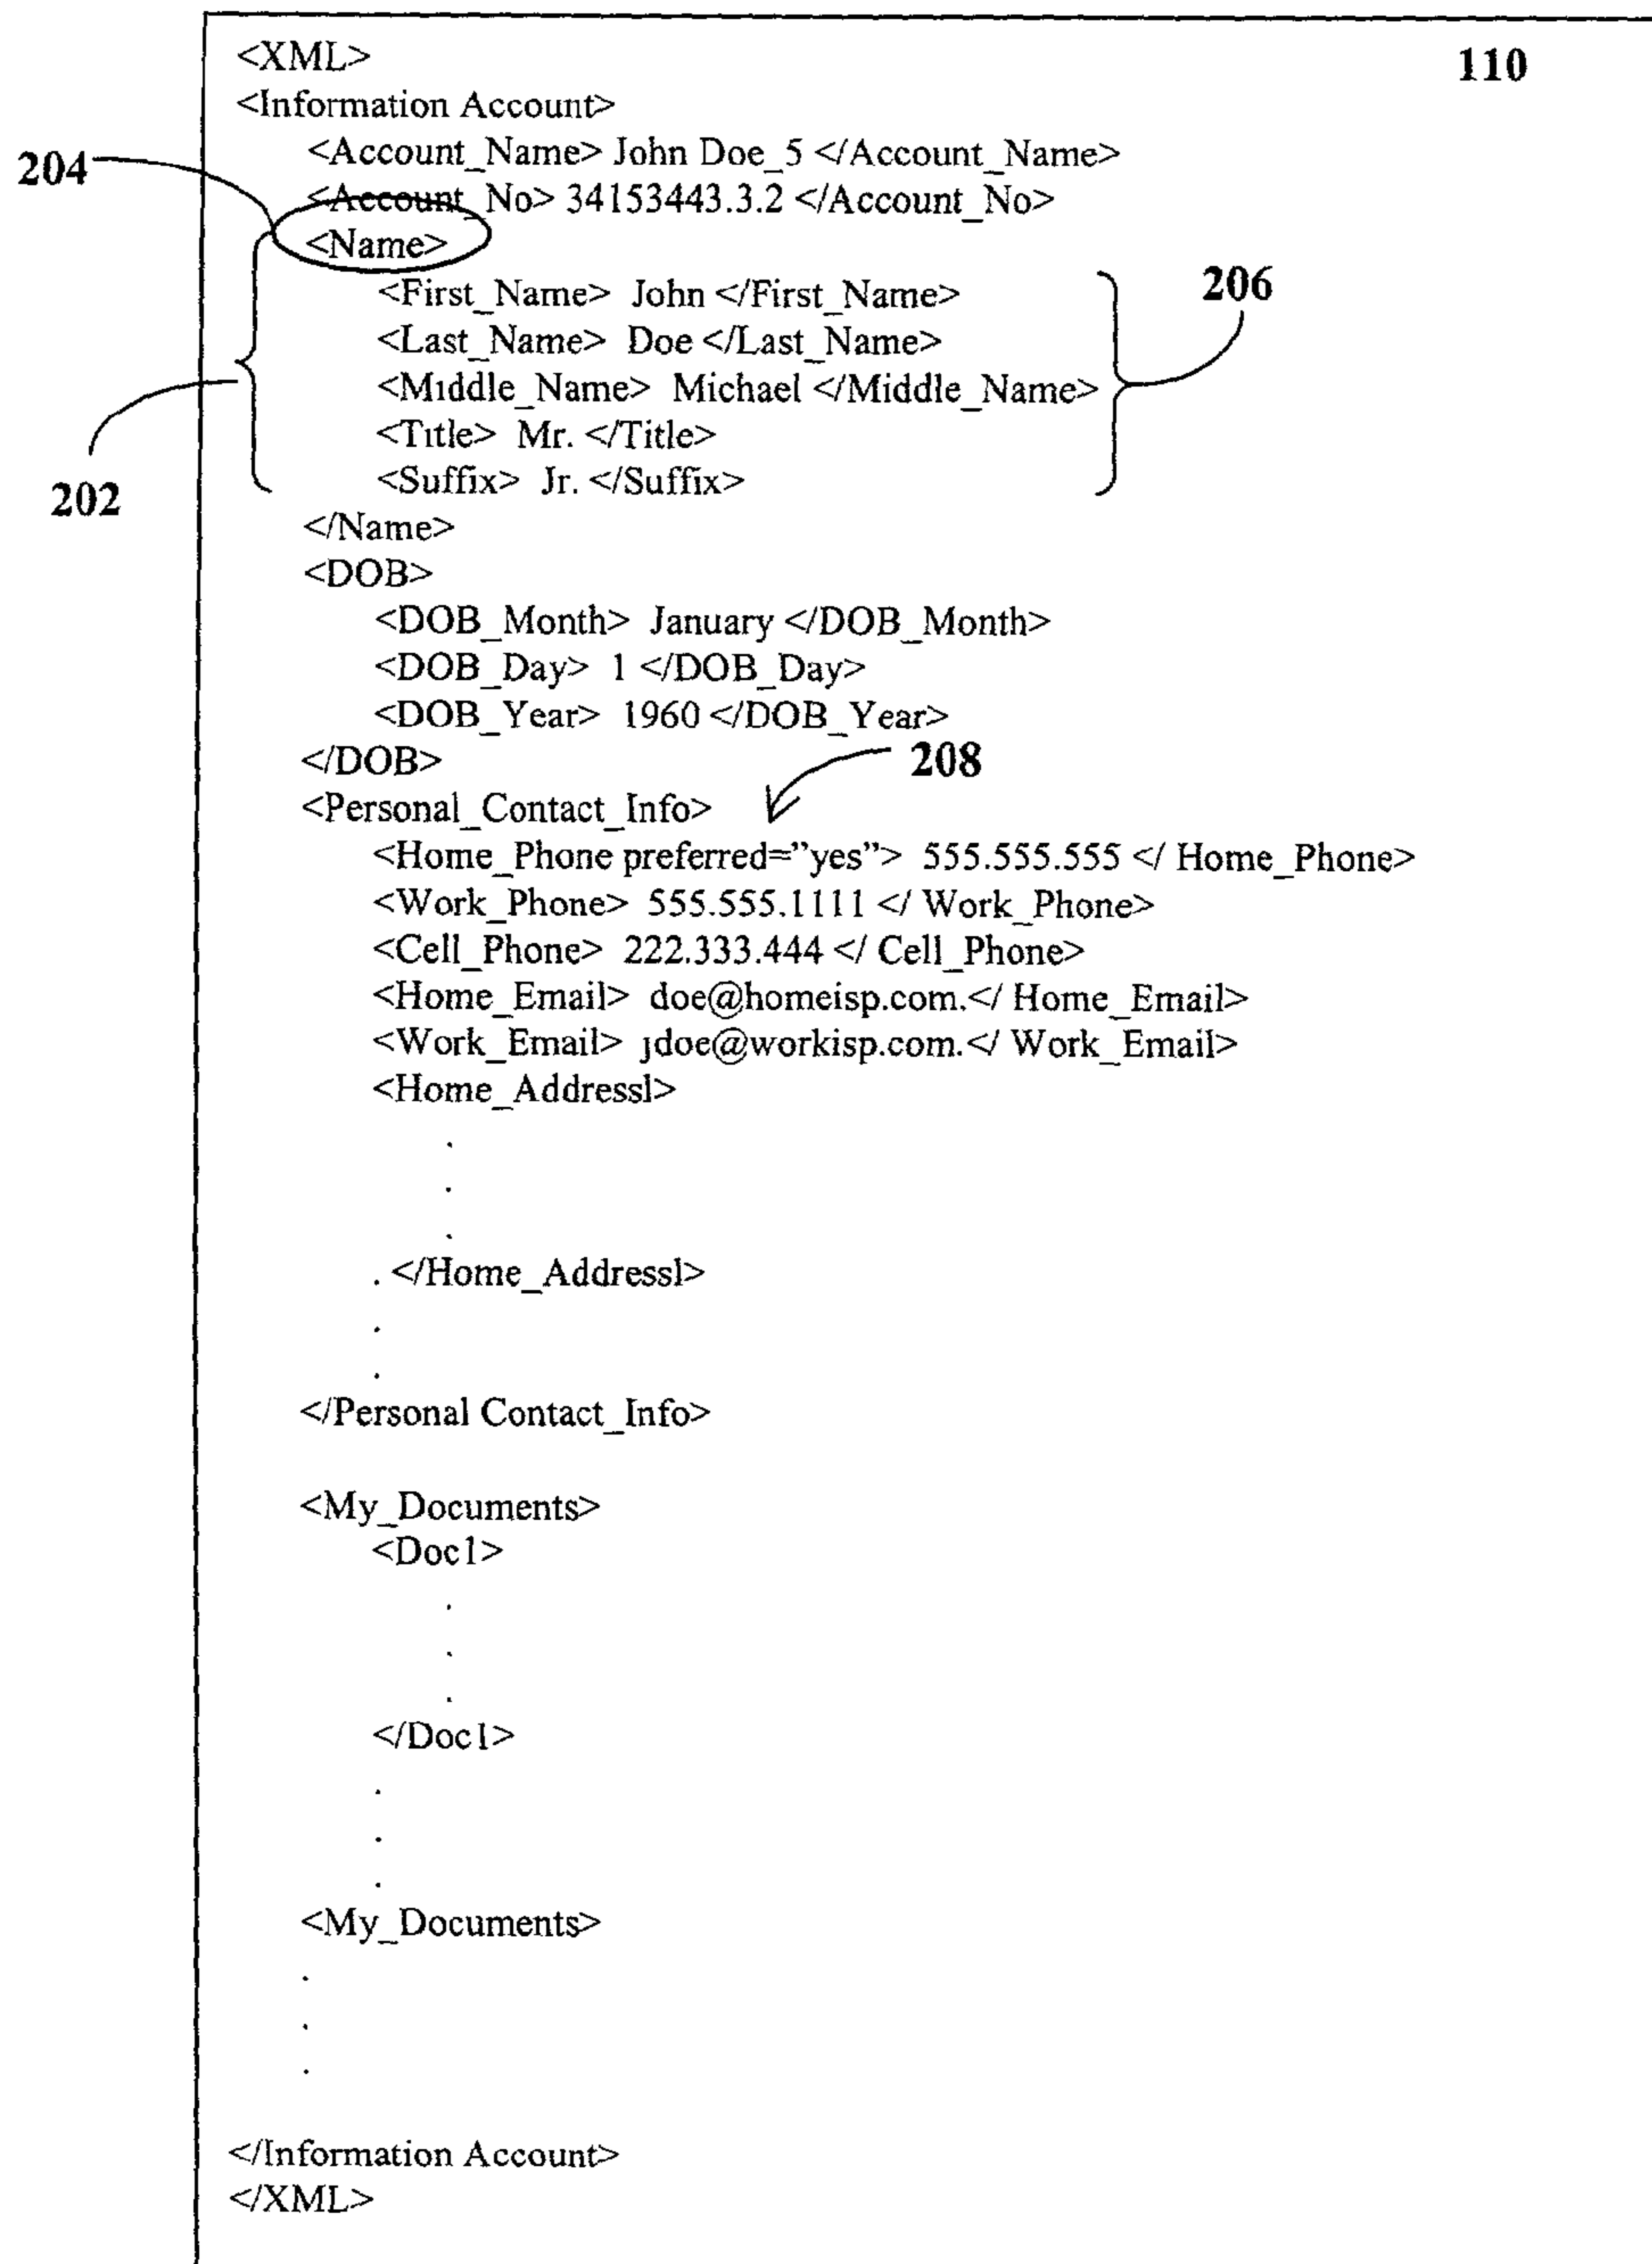 <XML> 110
<Information Account>
<Account_Name> John Doe_5 </Account_Name>
204
<Account_No> 34153443.3.2 </Account_No>
<Name>
<First_Name> John </First_Name> 206
<Last_Name> Doe </Last_Name>
<Middle_Name> Michael </Middle_Name>
<Title> Mr. </Title>
<Suffix> Jr. </Suffix>
202
</Name>
<DOB>
<DOB_Month> January </DOB_Month>
<DOB_Day> 1 </DOB_Day>
<DOB_Year> 1960 </DOB_Year>
</DOB> 208
<Personal_Contact_Info>
<Home_Phone preferred="yes"> 555.555.555 </ Home_Phone>
<Work_Phone> 555.555.1111 </ Work_Phone>
<Cell_Phone> 222.333.444 </ Cell_Phone>
<Home_Email> doe@homeisp.com.</ Home_Email>
<Work_Email> jdoe@workisp.com.</ Work_Email>
<Home_Addressl>
.
.
.
. </Home_Addressl>
.
.
</Personal Contact_Info>
<My_Documents>
<Doc1>
.
.
.
</Doc1>
.
.
.
<My_Documents>
.
.
.
</Information Account>
</XML>